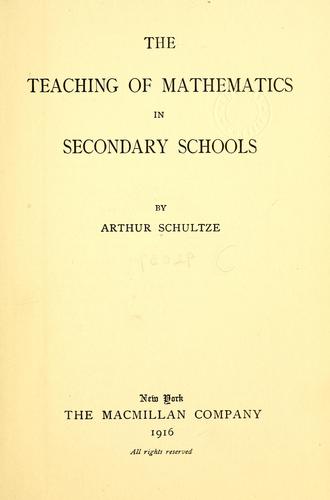 THE
TEACHING OF MATHEMATICS
IN
SECONDARY SCHOOLS
BY
ARTHUR SCHULTZE
New York
THE MACMILLAN COMPANY
1916
All rights reserved